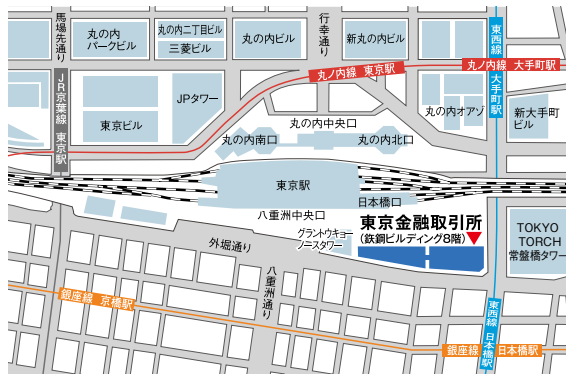 馬場先通り
丸の内
パークビル
丸の内二丁目ビル
三菱ビル
丸の内ビル
行幸通り
新丸の内ビル
東西線 大手町駅
丸ノ内線 東京駅
丸ノ内線 大手町駅
JR京葉線 東京駅
JPタワー
東京ビル
丸の内オアゾ
新大手町
ビル
丸の内中央口
丸の内南口
丸の内北口
東京駅
日本橋口
八重洲中央口
グラントウキョー
ノースタワー
東京金融取引所
(鉄鋼ビルディング8階)
TOKYO
TORCH
常盤橋タワー
外堀通り
八重洲通り
銀座線 京橋駅
東西線 日本橋駅
銀座線 日本橋駅